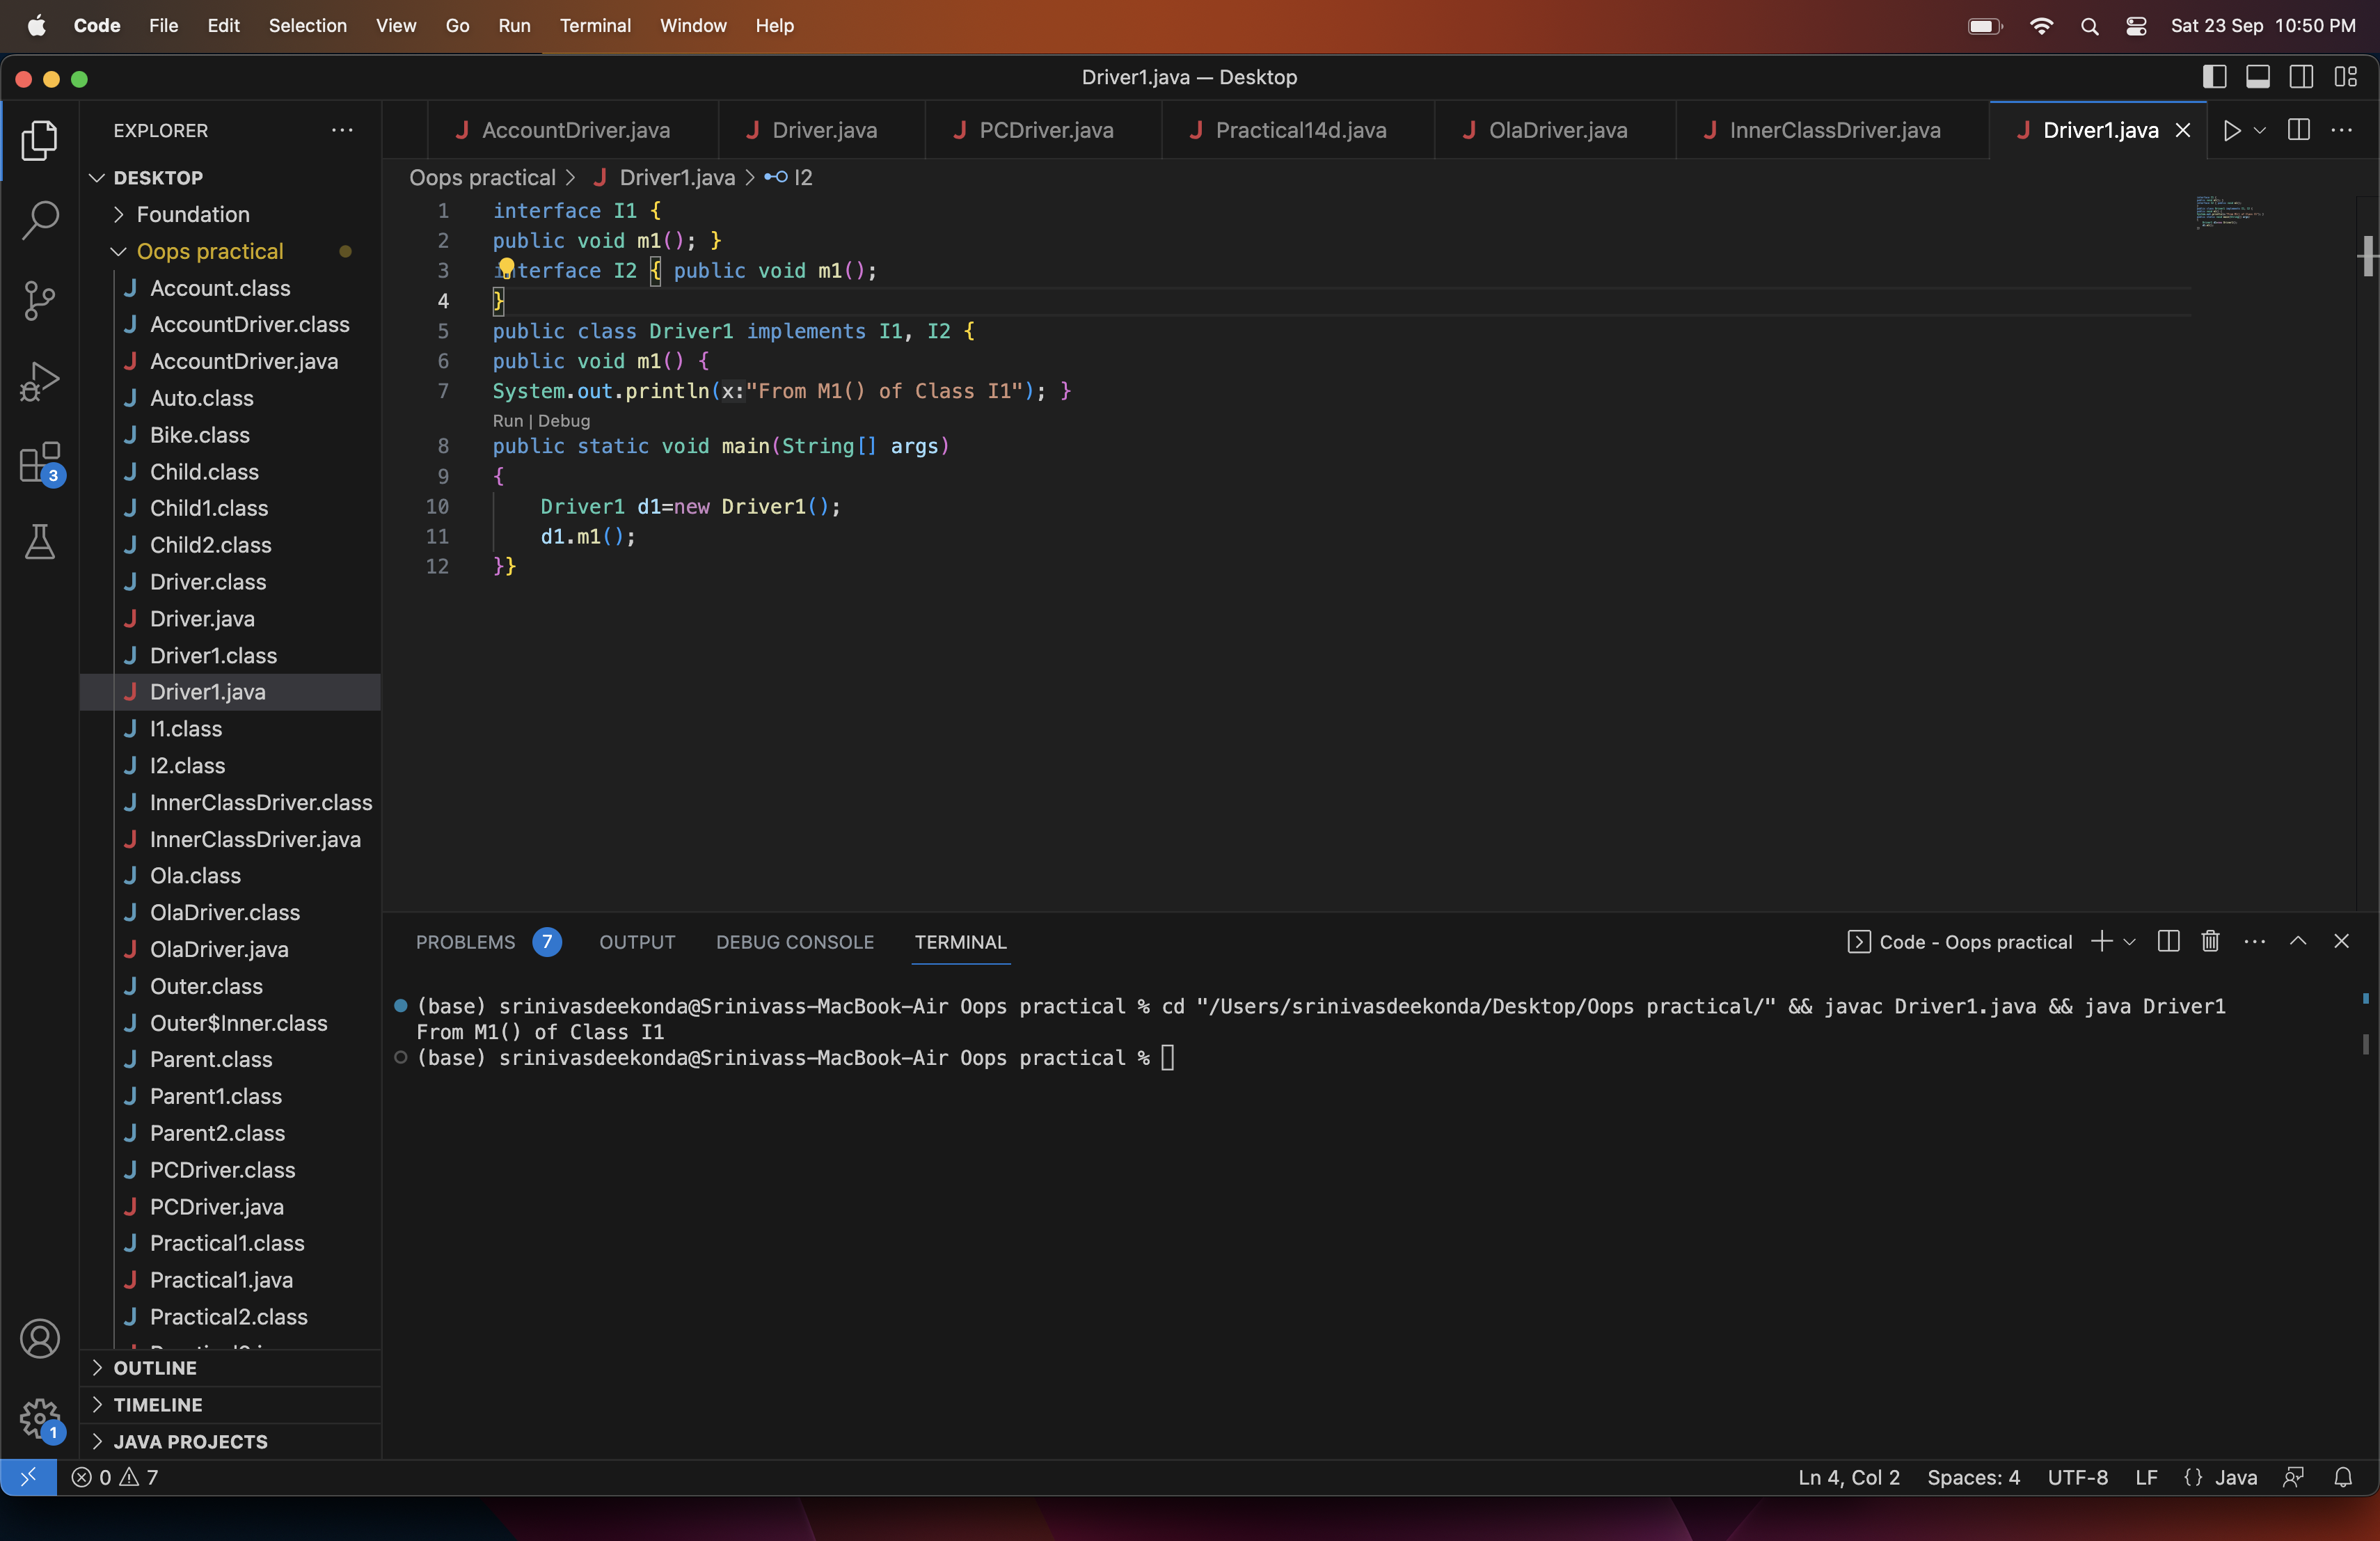 Code File Edit Selection View Go Run Terminal Window Help Sat 23 Sep 10:50 PM
Driver1.java — Desktop
EXPLORER
AccountDriver.java Driver.java PCDriver.java Practical14d.java OlaDriver.java InnerClassDriver.java Driver1.java
DESKTOP
Foundation
Oops practical
Account.class
AccountDriver.class
AccountDriver.java
Auto.class
Bike.class
Child.class
Child1.class
Child2.class
Driver.class
Driver.java
Driver1.class
Driver1.java
I1.class
I2.class
InnerClassDriver.class
InnerClassDriver.java
Ola.class
OlaDriver.class
OlaDriver.java
Outer.class
Outer$Inner.class
Parent.class
Parent1.class
Parent2.class
PCDriver.class
PCDriver.java
Practical1.class
Practical1.java
Practical2.class
OUTLINE
TIMELINE
JAVA PROJECTS
3
1
Oops practical > Driver1.java > I2
1 interface I1 {
2 public void m1(); }
3 interface I2 { public void m1();
4 }
5 public class Driver1 implements I1, I2 {
6 public void m1() {
7 System.out.println(x:"From M1() of Class I1"); }
Run | Debug
8 public static void main(String[] args)
9 {
10 Driver1 d1=new Driver1();
11 d1.m1();
12 }}
PROBLEMS 7 OUTPUT DEBUG CONSOLE TERMINAL Code - Oops practical
(base) srinivasdeekonda@Srinivass-MacBook-Air Oops practical % cd "/Users/srinivasdeekonda/Desktop/Oops practical/" && javac Driver1.java && java Driver1
From M1() of Class I1
(base) srinivasdeekonda@Srinivass-MacBook-Air Oops practical %
0 7 Ln 4, Col 2 Spaces: 4 UTF-8 LF {} Java